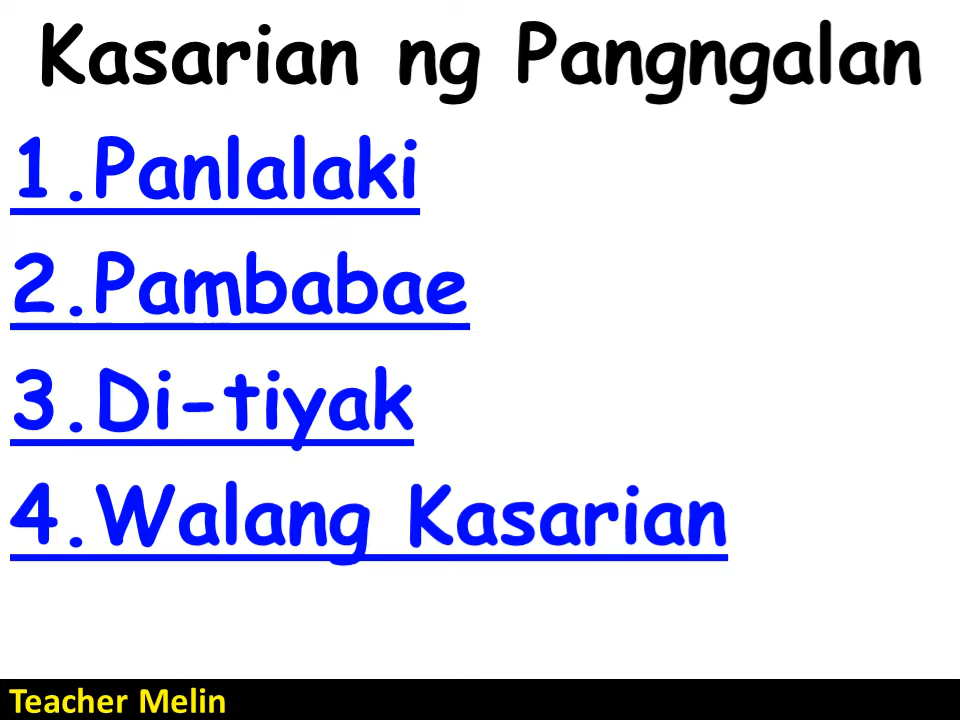 Kasarian ng Pangngalan
1.Panlalaki
2.Pambabae
3.Di-tiyak
4.Walang Kasarian
Teacher Melin